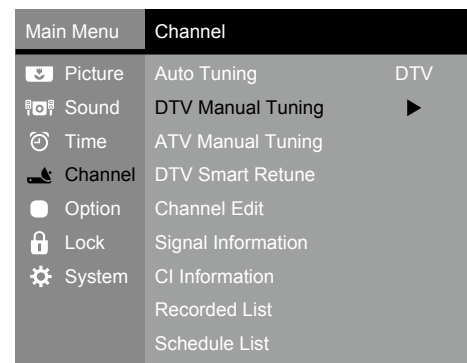 Main Menu
Channel
Picture
Sound
Time
Channel
Option
Lock
System
Auto Tuning DTV
DTV Manual Tuning
ATV Manual Tuning
DTV Smart Retune
Channel Edit
Signal Information
CI Information
Recorded List
Schedule List